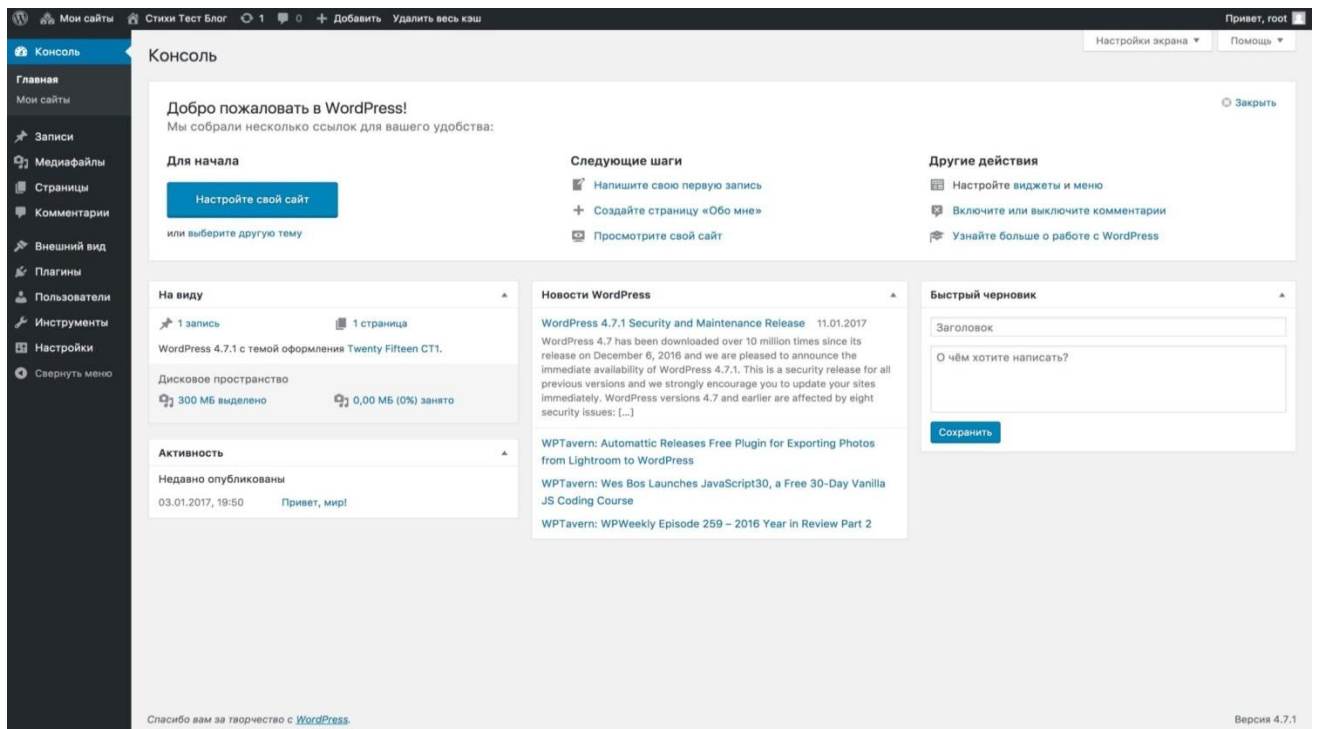 Мои сайты Стихи Тест Блог 1 0 Добавить Удалить весь кэш Привет, root
Консоль
Главная
Мои сайты
Записи
Медиафайлы
Страницы
Комментарии
Внешний вид
Плагины
Пользователи
Инструменты
Настройки
Свернуть меню
Настройки экрана Помощь
Консоль
Добро пожаловать в WordPress!
Закрыть
Мы собрали несколько ссылок для вашего удобства:
Для начала
Настройте свой сайт
или выберите другую тему
Следующие шаги
Напишите свою первую запись
Создайте страницу «Обо мне»
Просмотрите свой сайт
Другие действия
Настройте виджеты и меню
Включите или выключите комментарии
Узнайте больше о работе с WordPress
На виду
1 запись 1 страница
WordPress 4.7.1 с темой оформления Twenty Fifteen CT1.
Дисковое пространство
300 МБ выделено 0,00 МБ (0%) занято
Активность
Недавно опубликованы
03.01.2017, 19:50 Привет, мир!
Новости WordPress
WordPress 4.7.1 Security and Maintenance Release 11.01.2017
WordPress 4.7 has been downloaded over 10 million times since its
release on December 6, 2016 and we are pleased to announce the
immediate availability of WordPress 4.7.1. This is a security release for all
previous versions and we strongly encourage you to update your sites
immediately. WordPress versions 4.7 and earlier are affected by eight
security issues: […]
WPTavern: Automattic Releases Free Plugin for Exporting Photos
from Lightroom to WordPress
WPTavern: Wes Bos Launches JavaScript30, a Free 30-Day Vanilla
JS Coding Course
WPTavern: WPWeekly Episode 259 – 2016 Year in Review Part 2
Быстрый черновик
Заголовок
О чём хотите написать?
Сохранить
Спасибо вам за творчество с WordPress.
Версия 4.7.1